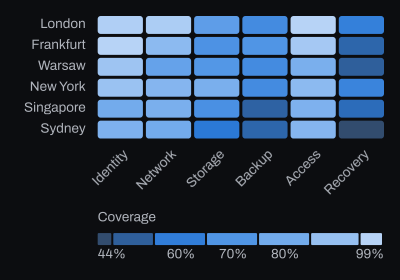 London
Frankfurt
Warsaw
New York
Singapore
Sydney
Identity
Network
Storage
Backup
Access
Recovery
Coverage
44% 60% 70% 80% 99%